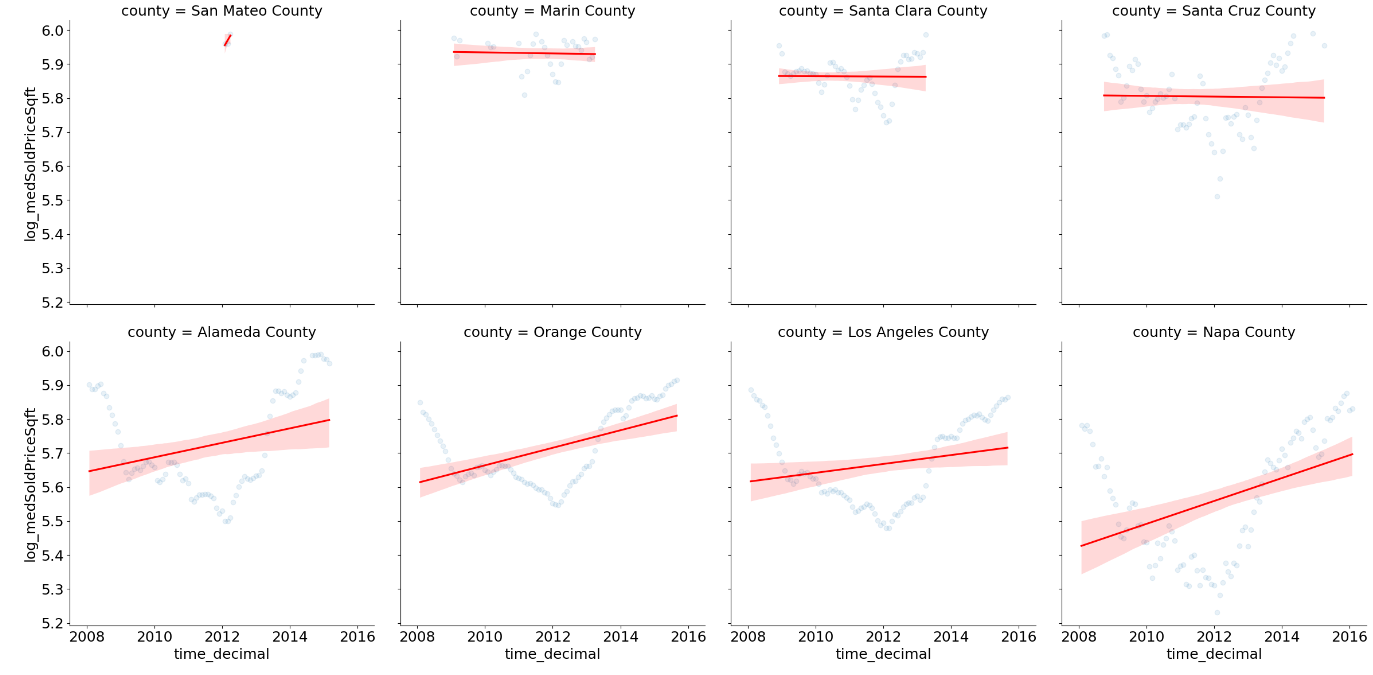 county = San Mateo County
county = Marin County
county = Santa Clara County
county = Santa Cruz County
log_medSoldPriceSqft
6.0
5.9
5.8
5.7
5.6
5.5
5.4
5.3
5.2
county = Alameda County
county = Orange County
county = Los Angeles County
county = Napa County
log_medSoldPriceSqft
6.0
5.9
5.8
5.7
5.6
5.5
5.4
5.3
5.2
2008 2010 2012 2014 2016
2008 2010 2012 2014 2016
2008 2010 2012 2014 2016
2008 2010 2012 2014 2016
time_decimal
time_decimal
time_decimal
time_decimal